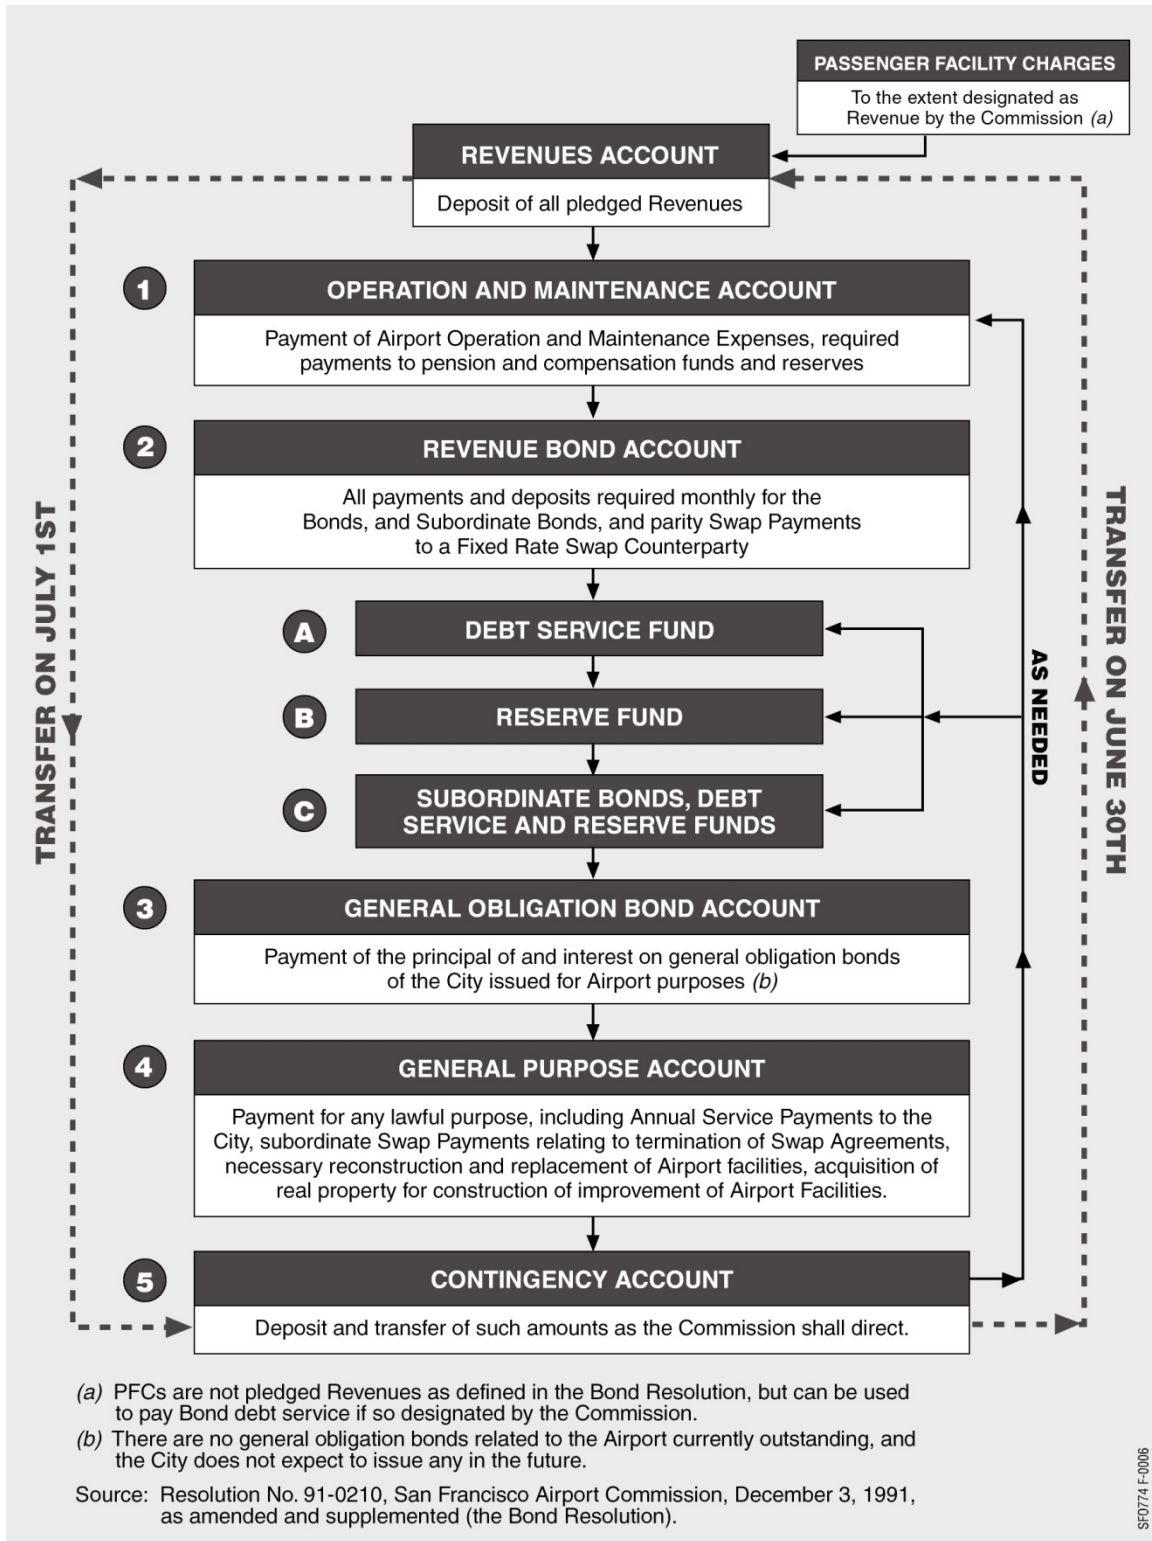 PASSENGER FACILITY CHARGES
To the extent designated as
Revenue by the Commission (a)
REVENUES ACCOUNT
Deposit of all pledged Revenues
1
OPERATION AND MAINTENANCE ACCOUNT
Payment of Airport Operation and Maintenance Expenses, required
payments to pension and compensation funds and reserves
2
REVENUE BOND ACCOUNT
All payments and deposits required monthly for the
Bonds, and Subordinate Bonds, and parity Swap Payments
to a Fixed Rate Swap Counterparty
A
DEBT SERVICE FUND
B
RESERVE FUND
C
SUBORDINATE BONDS, DEBT
SERVICE AND RESERVE FUNDS
3
GENERAL OBLIGATION BOND ACCOUNT
Payment of the principal of and interest on general obligation bonds
of the City issued for Airport purposes (b)
4
GENERAL PURPOSE ACCOUNT
Payment for any lawful purpose, including Annual Service Payments to the
City, subordinate Swap Payments relating to termination of Swap Agreements,
necessary reconstruction and replacement of Airport facilities, acquisition of
real property for construction of improvement of Airport Facilities.
5
CONTINGENCY ACCOUNT
Deposit and transfer of such amounts as the Commission shall direct.
TRANSFER ON JULY 1ST
AS NEEDED
TRANSFER ON JUNE 30TH
(a) PFCs are not pledged Revenues as defined in the Bond Resolution, but can be used
to pay Bond debt service if so designated by the Commission.
(b) There are no general obligation bonds related to the Airport currently outstanding, and
the City does not expect to issue any in the future.
Source: Resolution No. 91-0210, San Francisco Airport Commission, December 3, 1991,
as amended and supplemented (the Bond Resolution).
SFO774 F-0006